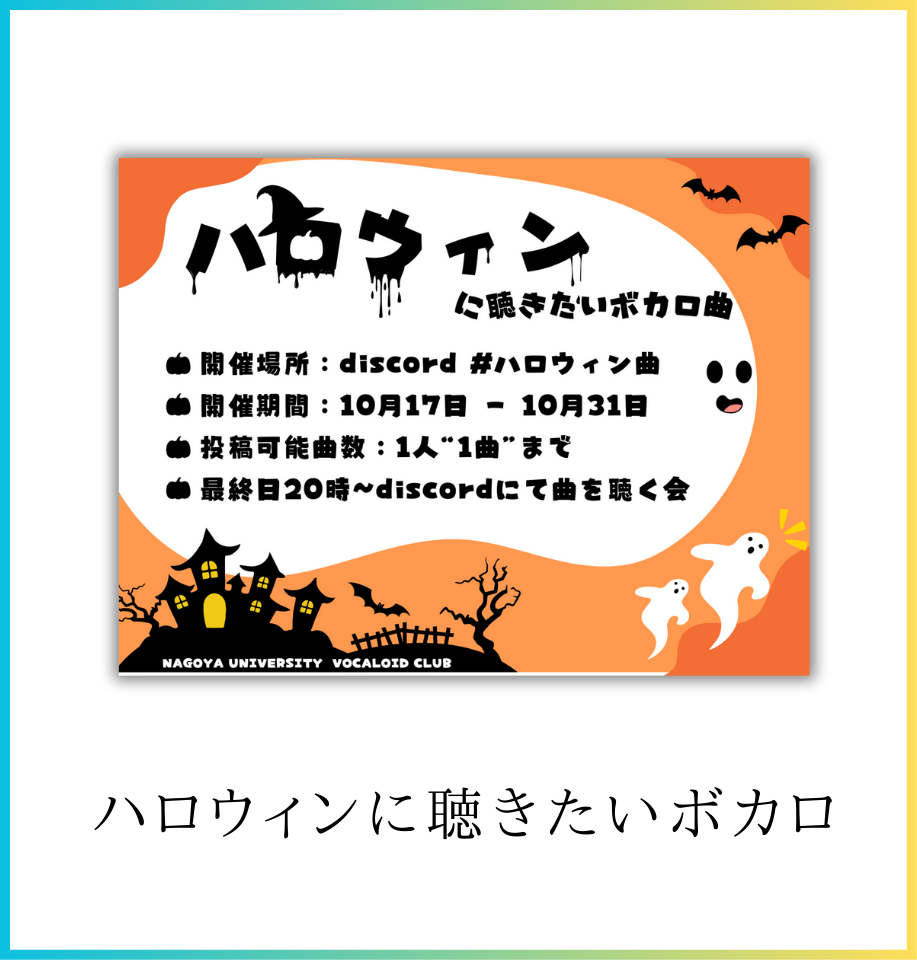 ハロウィン
に聴きたいボカロ曲
開催場所：discord #ハロウィン曲
開催期間：10月17日 - 10月31日
投稿可能曲数：1人"1曲"まで
最終日20時~discordにて曲を聴く会
NAGOYA UNIVERSITY VOCALOID CLUB
ハロウィンに聴きたいボカロ